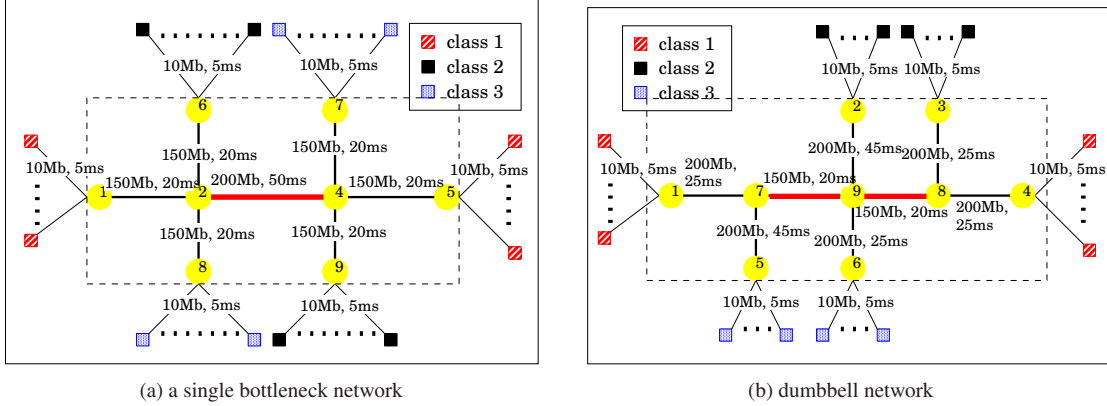 class 1
class 2
class 3
10Mb, 5ms
10Mb, 5ms
6
7
150Mb, 20ms
150Mb, 20ms
10Mb, 5ms
10Mb, 5ms
150Mb, 20ms
200Mb, 50ms
150Mb, 20ms
1
2
4
5
150Mb, 20ms
150Mb, 20ms
8
9
10Mb, 5ms
10Mb, 5ms
(a) a single bottleneck network
class 1
class 2
class 3
10Mb, 5ms
10Mb, 5ms
2
3
200Mb, 45ms
200Mb, 25ms
10Mb, 5ms
200Mb,
25ms
150Mb, 20ms
10Mb, 5ms
1
7
9
8
4
150Mb, 20ms
200Mb,
25ms
200Mb, 45ms
200Mb, 25ms
5
6
10Mb, 5ms
10Mb, 5ms
(b) dumbbell network